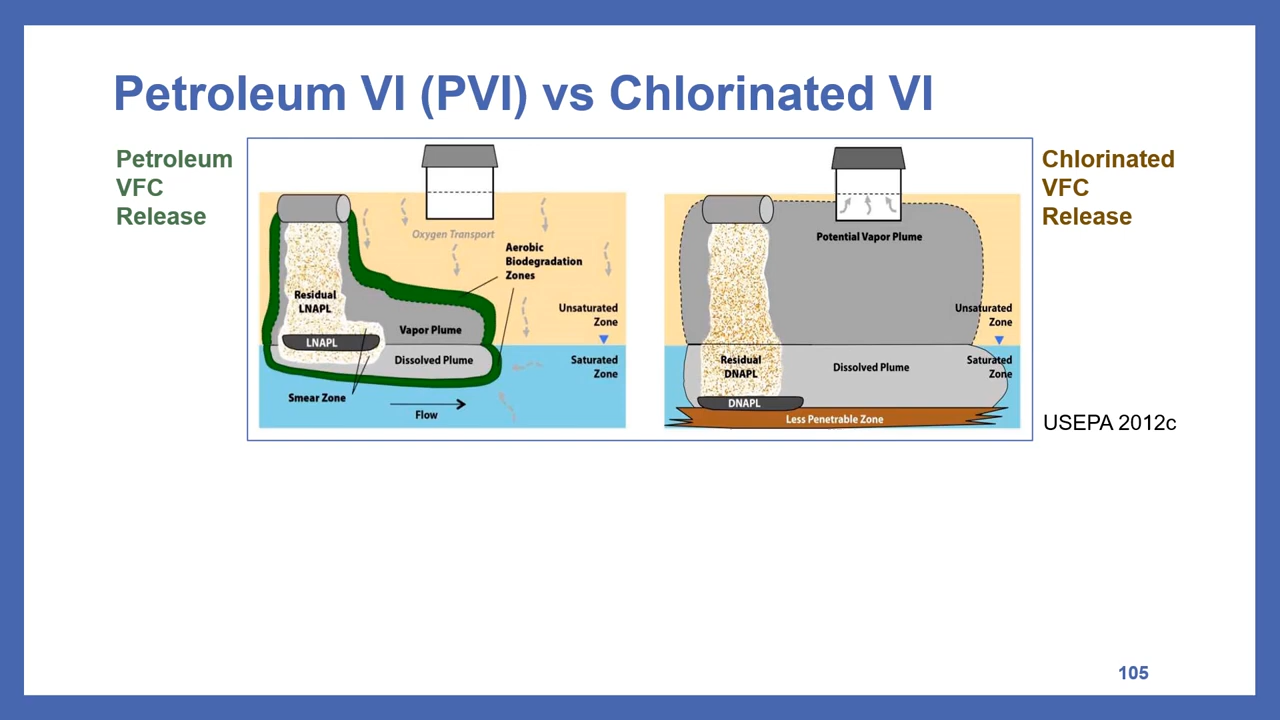 Petroleum VI (PVI) vs Chlorinated VI
Petroleum
VFC
Release
Oxygen Transport
Aerobic
Biodegradation
Zones
Residual
LNAPL
LNAPL
Vapor Plume
Dissolved Plume
Smear Zone
Flow
Unsaturated
Zone
Saturated
Zone
Potential Vapor Plume
Unsaturated
Zone
Residual
DNAPL
Dissolved Plume
Saturated
Zone
DNAPL
Less Penetrable Zone
Chlorinated
VFC
Release
USEPA 2012c
105